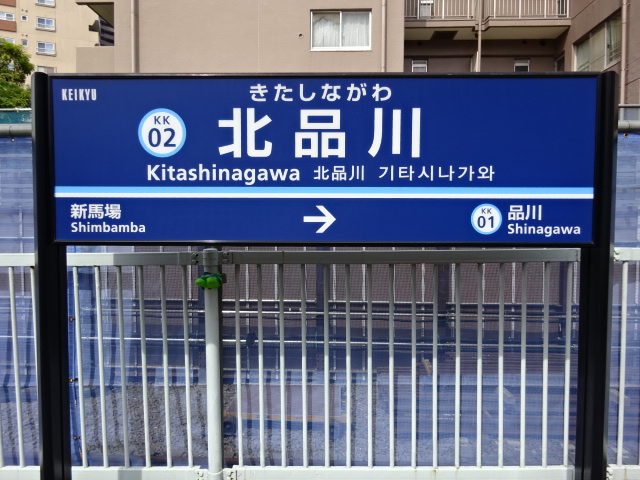 KEIKYU
きたしながわ
KK
02
北品川
Kitashinagawa 北品川 기타시나가와
新馬場
Shimbamba
→
KK
01
品川
Shinagawa